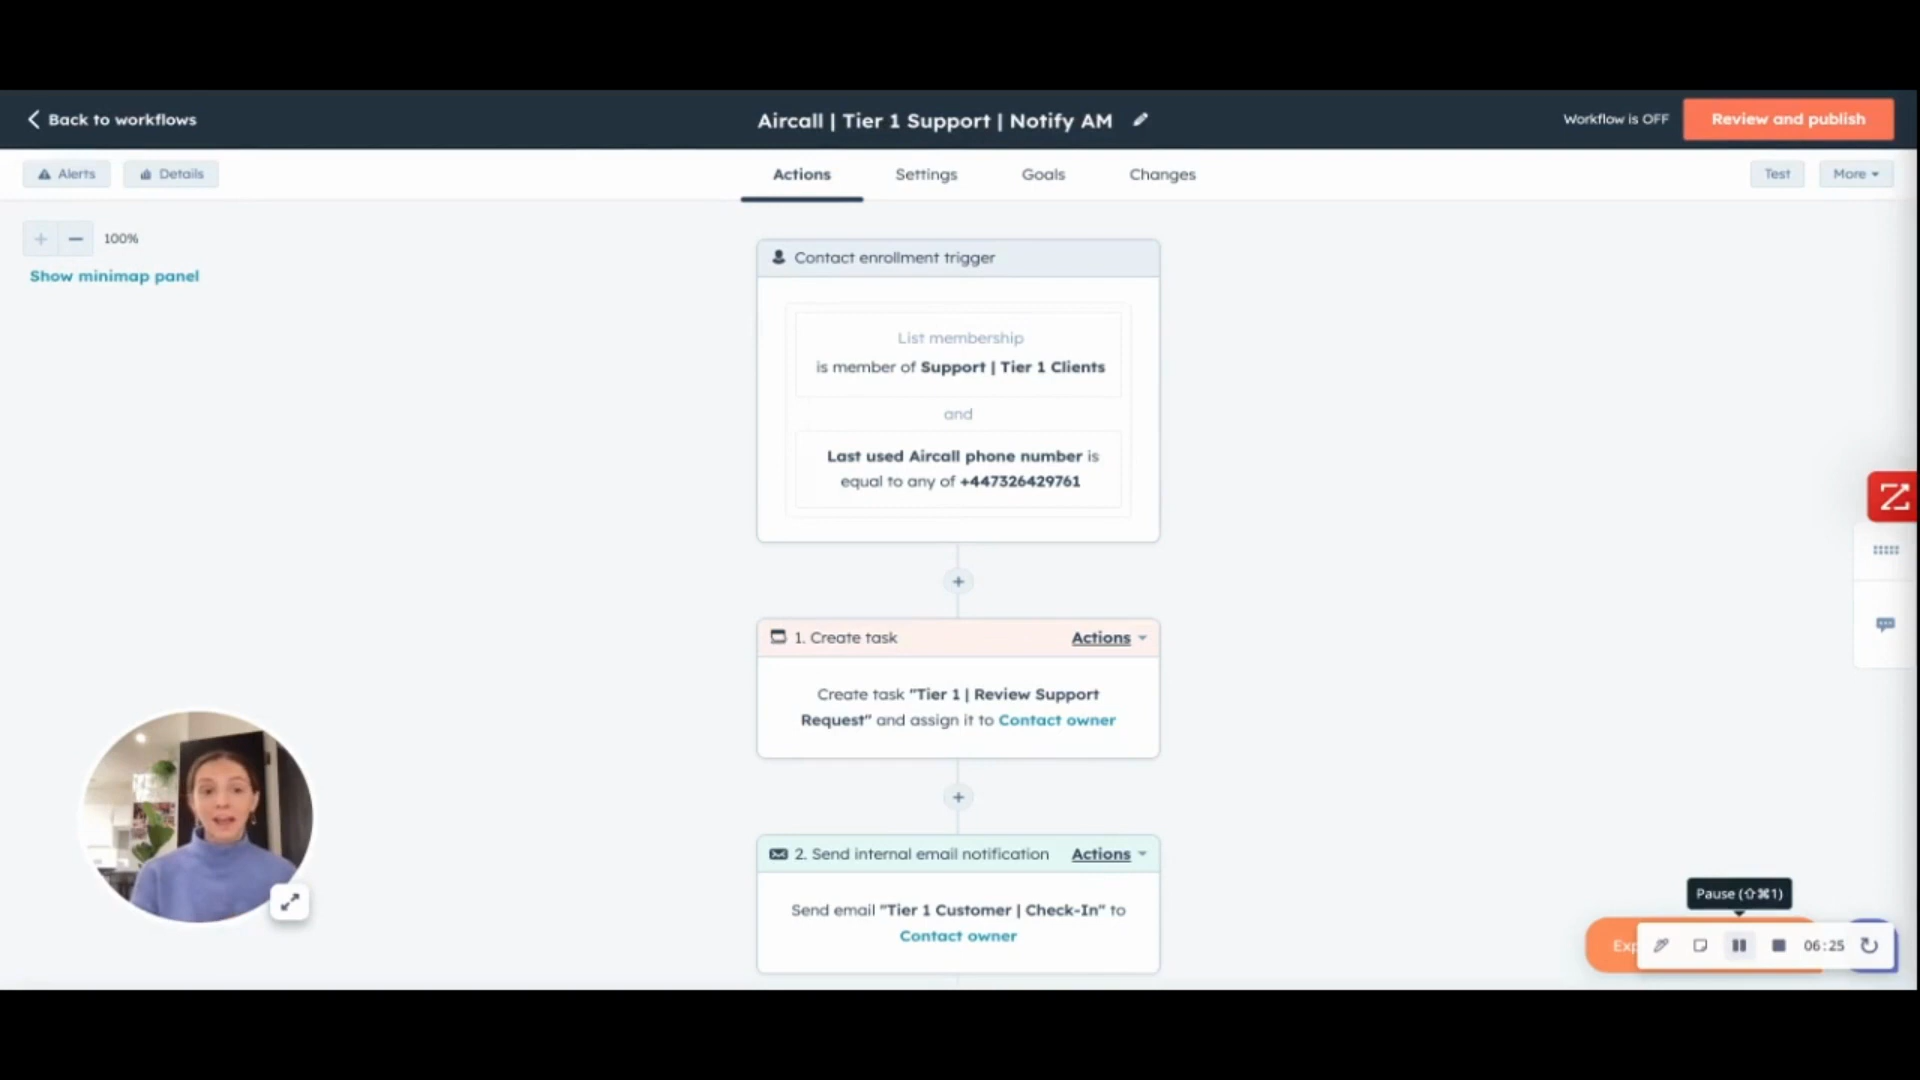 Back to workflows
Aircall | Tier 1 Support | Notify AM
Workflow is OFF
Review and publish
Alerts
Details
Actions
Settings
Goals
Changes
Test
More
100%
Show minimap panel
Contact enrollment trigger
List membership
is member of Support | Tier 1 Clients
and
Last used Aircall phone number is
equal to any of +447326429761
1. Create task
Actions
Create task "Tier 1 | Review Support
Request" and assign it to Contact owner
2. Send internal email notification
Actions
Send email "Tier 1 Customer | Check-In" to
Contact owner
Pause (⇧⌘1)
06:25